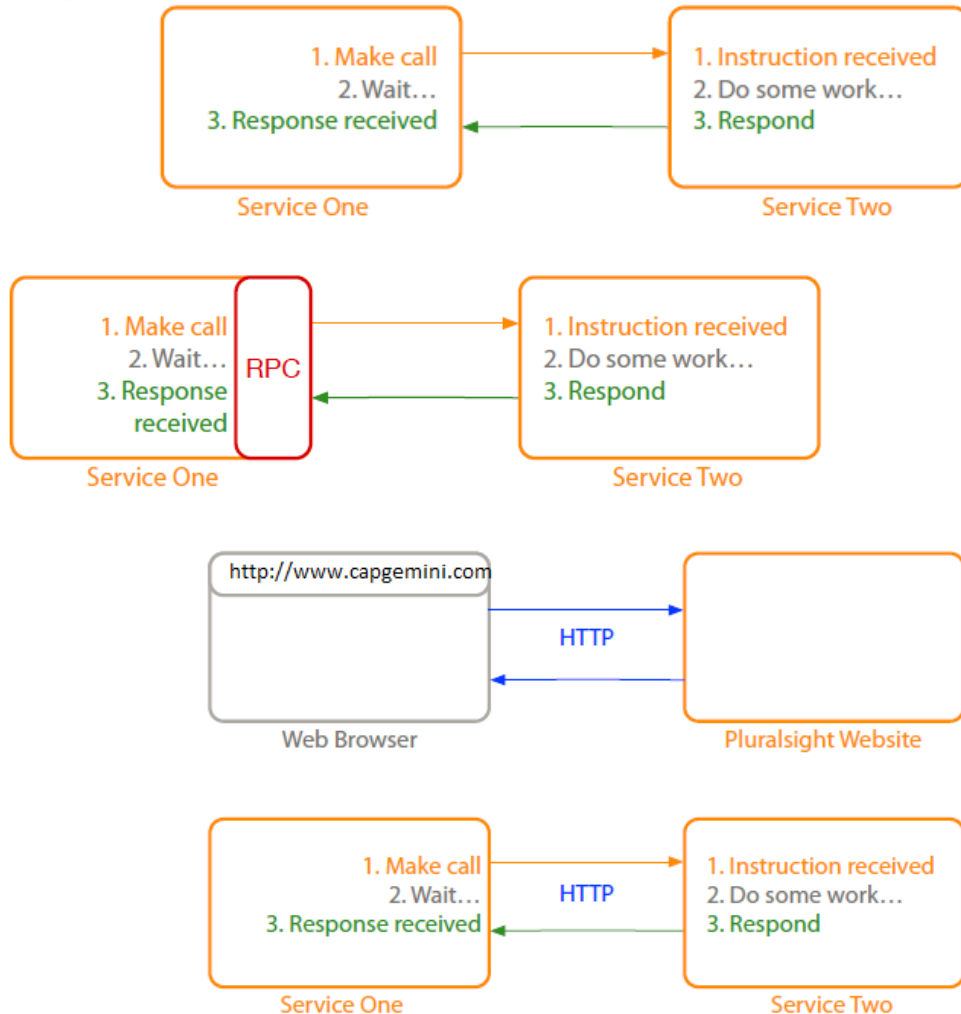 1. Make call
2. Wait...
3. Response received
1. Instruction received
2. Do some work...
3. Respond
Service One
Service Two
1. Make call
2. Wait...
3. Response
received
RPC
1. Instruction received
2. Do some work...
3. Respond
Service One
Service Two
http://www.capgemini.com
HTTP
Web Browser
Pluralsight Website
1. Make call
2. Wait...
3. Response received
HTTP
1. Instruction received
2. Do some work...
3. Respond
Service One
Service Two